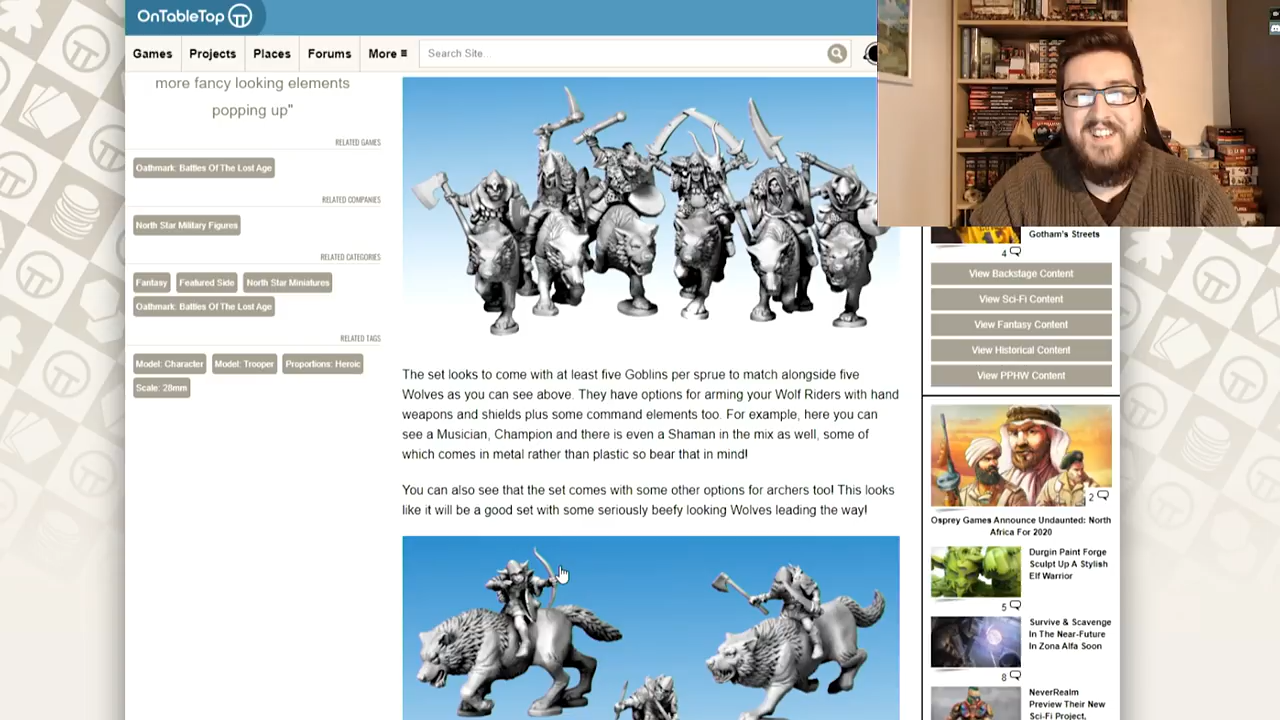 OnTableTop
Games
Projects
Places
Forums
More
Search Site...
more fancy looking elements
popping up"
RELATED GAMES
Oathmark: Battles Of The Lost Age
RELATED COMPANIES
North Star Military Figures
RELATED CATEGORIES
Fantasy
Featured Side
North Star Miniatures
Oathmark: Battles Of The Lost Age
RELATED TAGS
Model: Character
Model: Trooper
Proportions: Heroic
Scale: 28mm
The set looks to come with at least five Goblins per sprue to match alongside five
Wolves as you can see above. They have options for arming your Wolf Riders with hand
weapons and shields plus some command elements too. For example, here you can
see a Musician, Champion and there is even a Shaman in the mix as well, some of
which comes in metal rather than plastic so bear that in mind!
You can also see that the set comes with some other options for archers too! This looks
like it will be a good set with some seriously beefy looking Wolves leading the way!
Gotham's Streets
4
View Backstage Content
View Sci-Fi Content
View Fantasy Content
View Historical Content
View PPHW Content
2
Osprey Games Announce Undaunted: North
Africa For 2020
Durgin Paint Forge
Sculpt Up A Stylish
Elf Warrior
5
Survive & Scavenge
In The Near-Future
In Zona Alfa Soon
8
NeverRealm
Preview Their New
Sci-Fi Project,